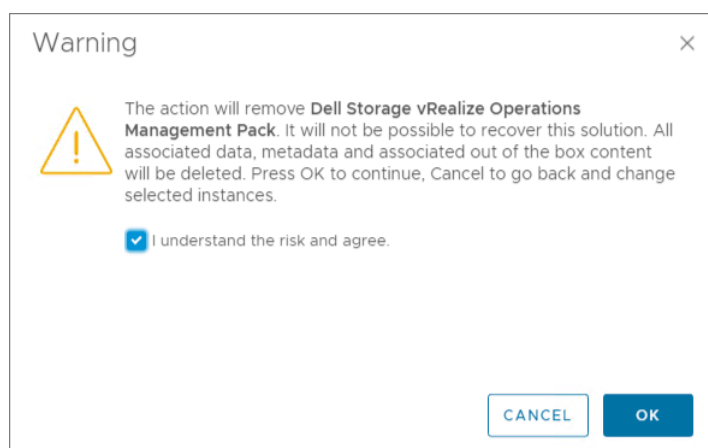 Warning
The action will remove Dell Storage vRealize Operations
Management Pack. It will not be possible to recover this solution. All
associated data, metadata and associated out of the box content
will be deleted. Press OK to continue, Cancel to go back and change
selected instances.
I understand the risk and agree.
CANCEL OK